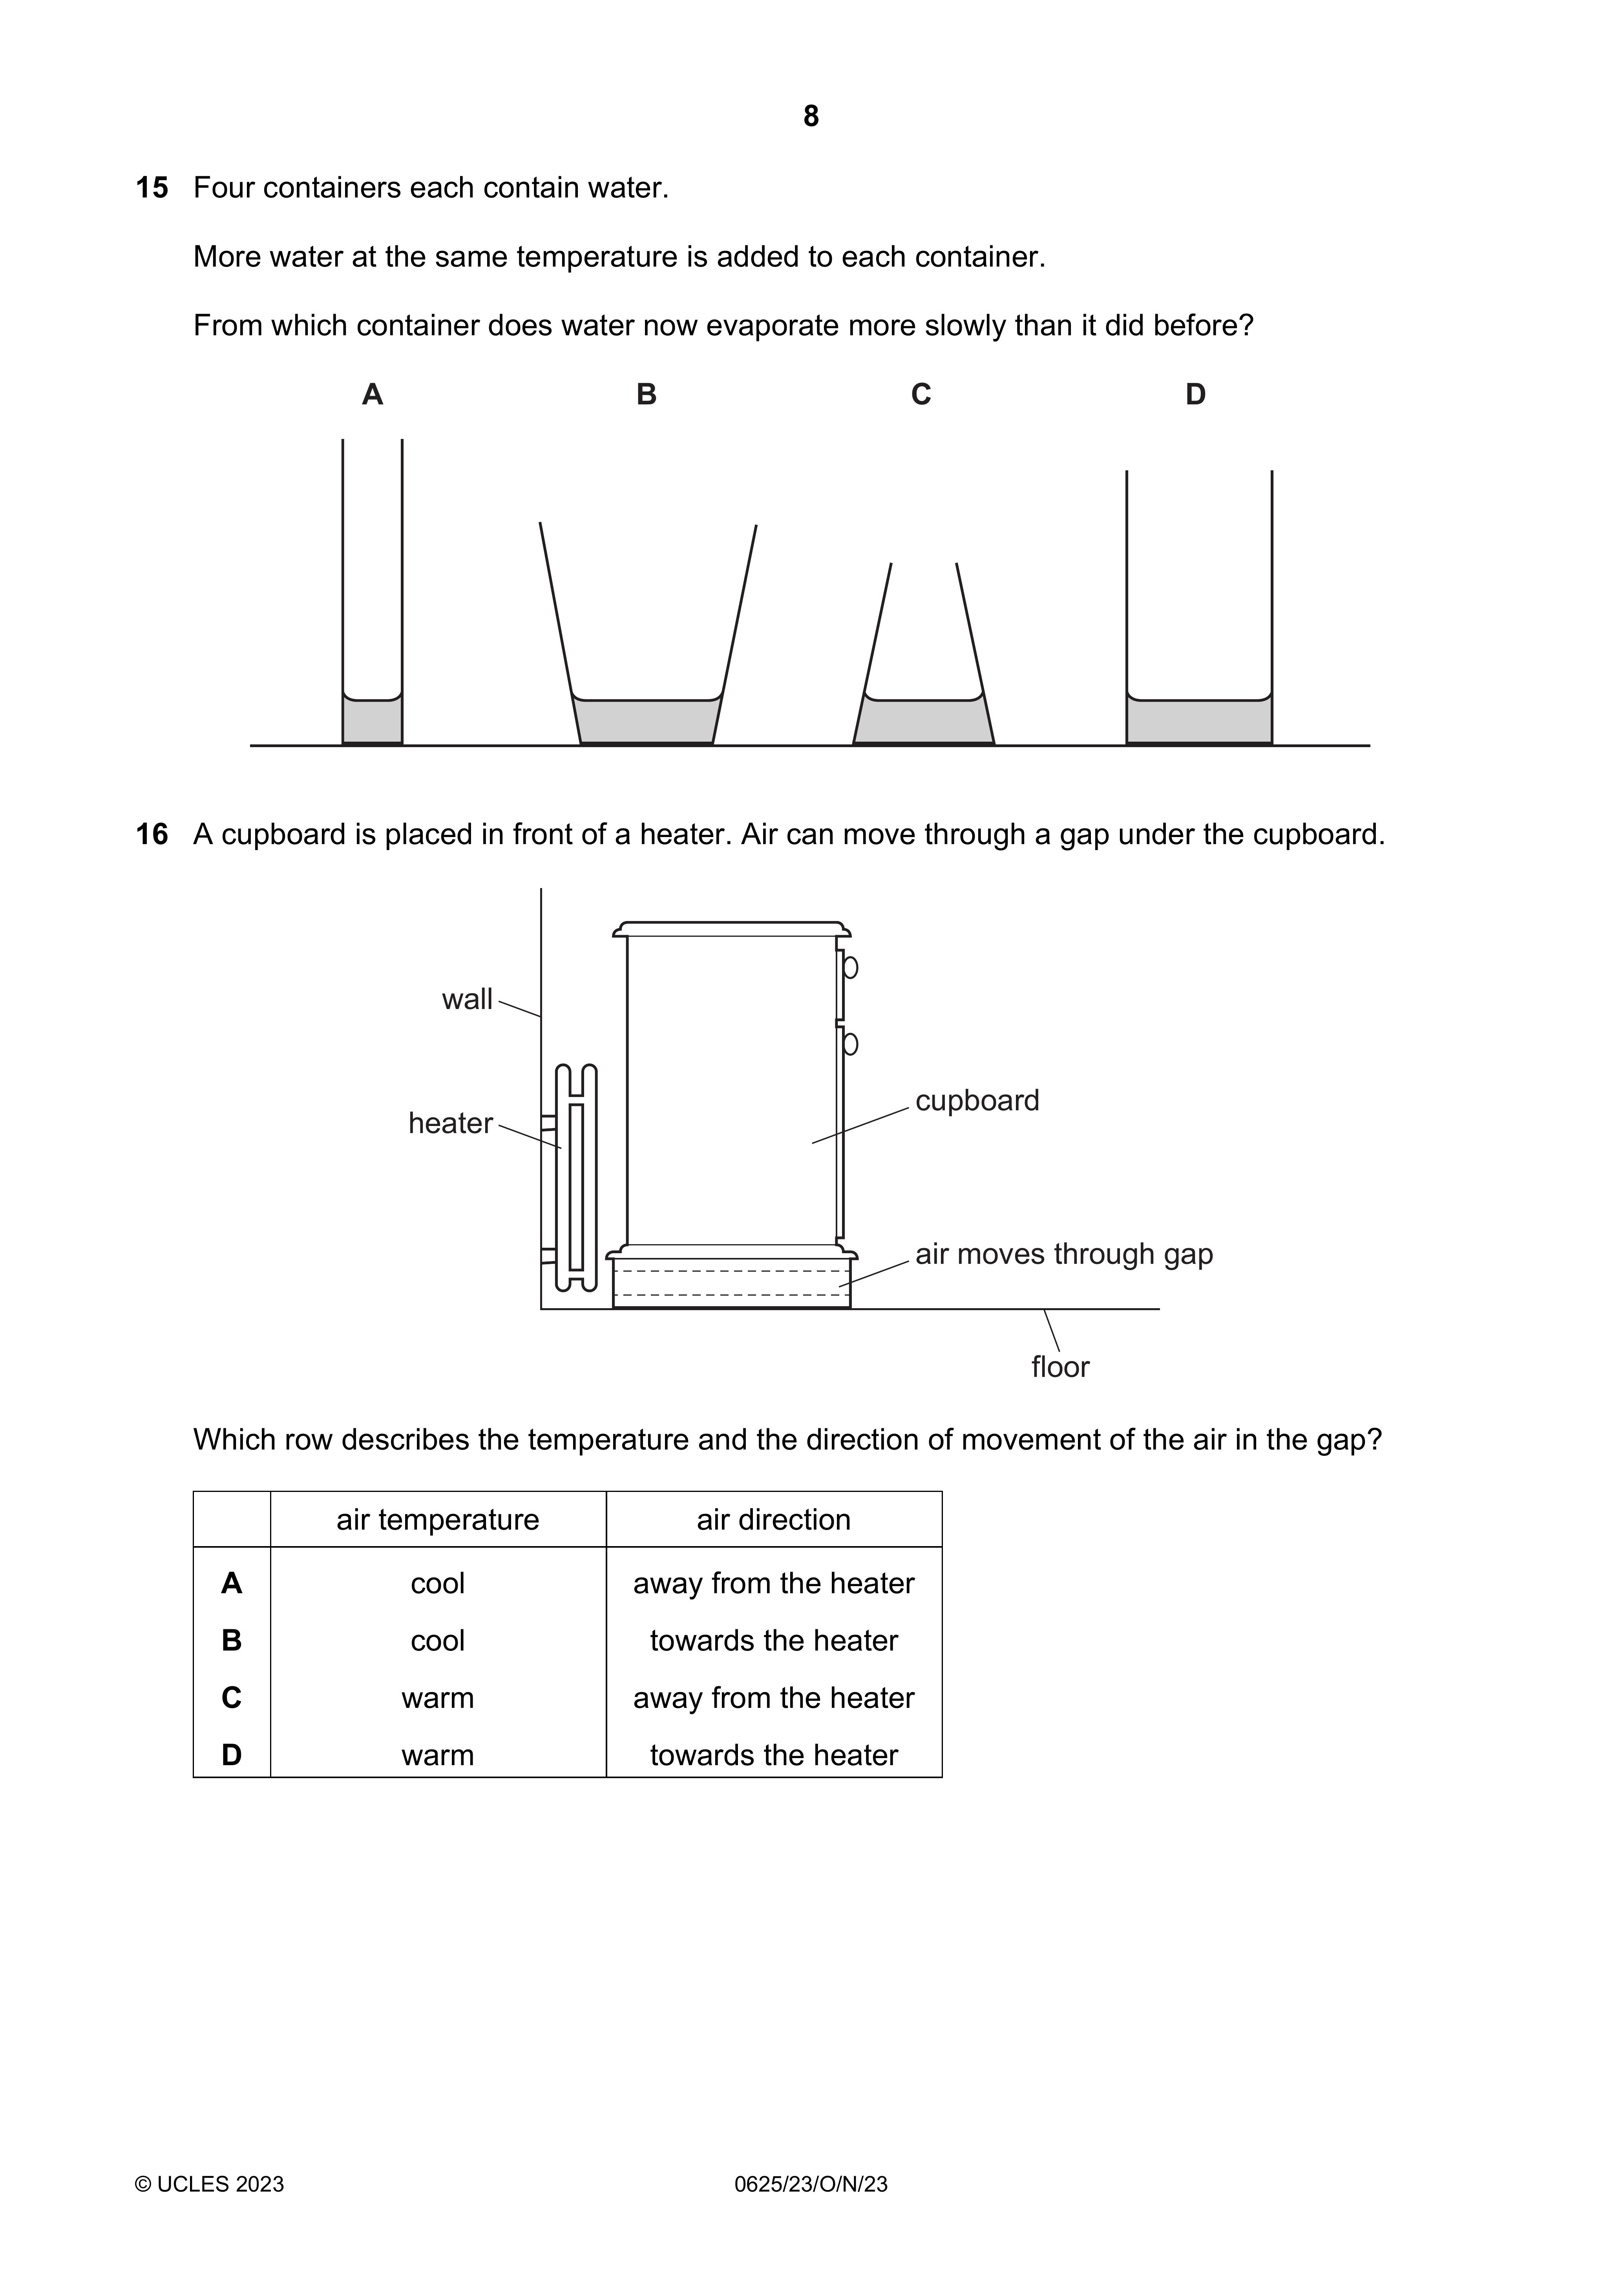 8
15 Four containers each contain water.
More water at the same temperature is added to each container.
From which container does water now evaporate more slowly than it did before?
A B C D
16 A cupboard is placed in front of a heater. Air can move through a gap under the cupboard.
wall
heater
cupboard
air moves through gap
floor
Which row describes the temperature and the direction of movement of the air in the gap?
air temperature air direction
A cool away from the heater
B cool towards the heater
C warm away from the heater
D warm towards the heater
© UCLES 2023 0625/23/O/N/23